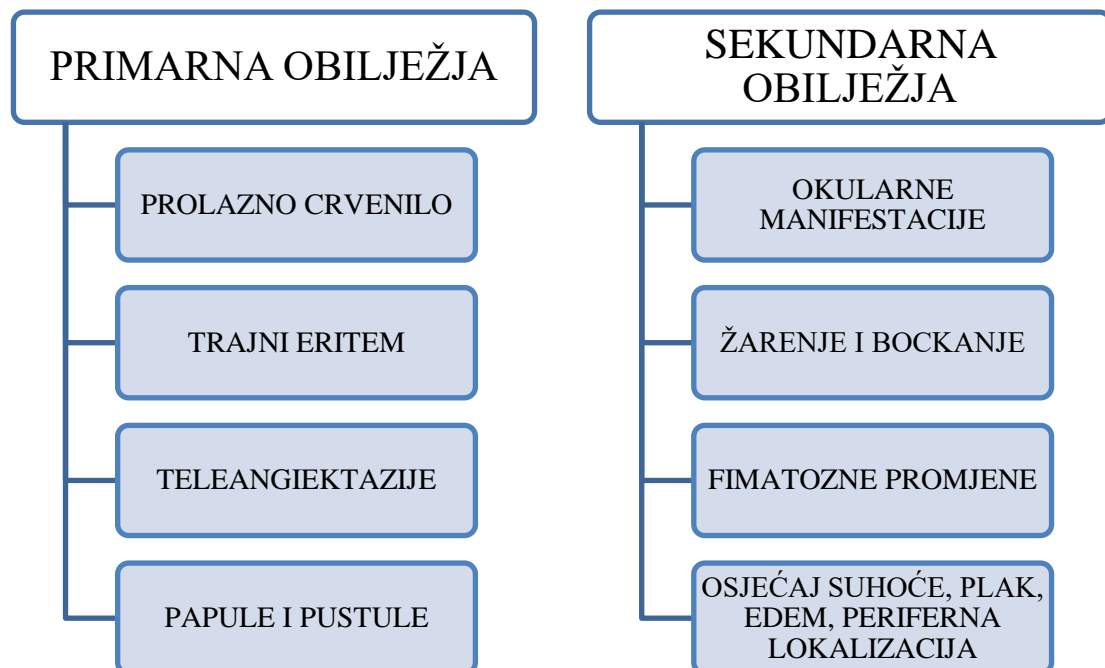 PRIMARNA OBILJEŽJA
PROLAZNO CRVENILO
TRAJNI ERITEM
TELEANGIEKTAZIJE
PAPULE I PUSTULE
SEKUNDARNA
OBILJEŽJA
OKULARNE
MANIFESTACIJE
ŽARENJE I BOCKANJE
FIMATOZNE PROMJENE
OSJEĆAJ SUHOĆE, PLAK,
EDEM, PERIFERNA
LOKALIZACIJA